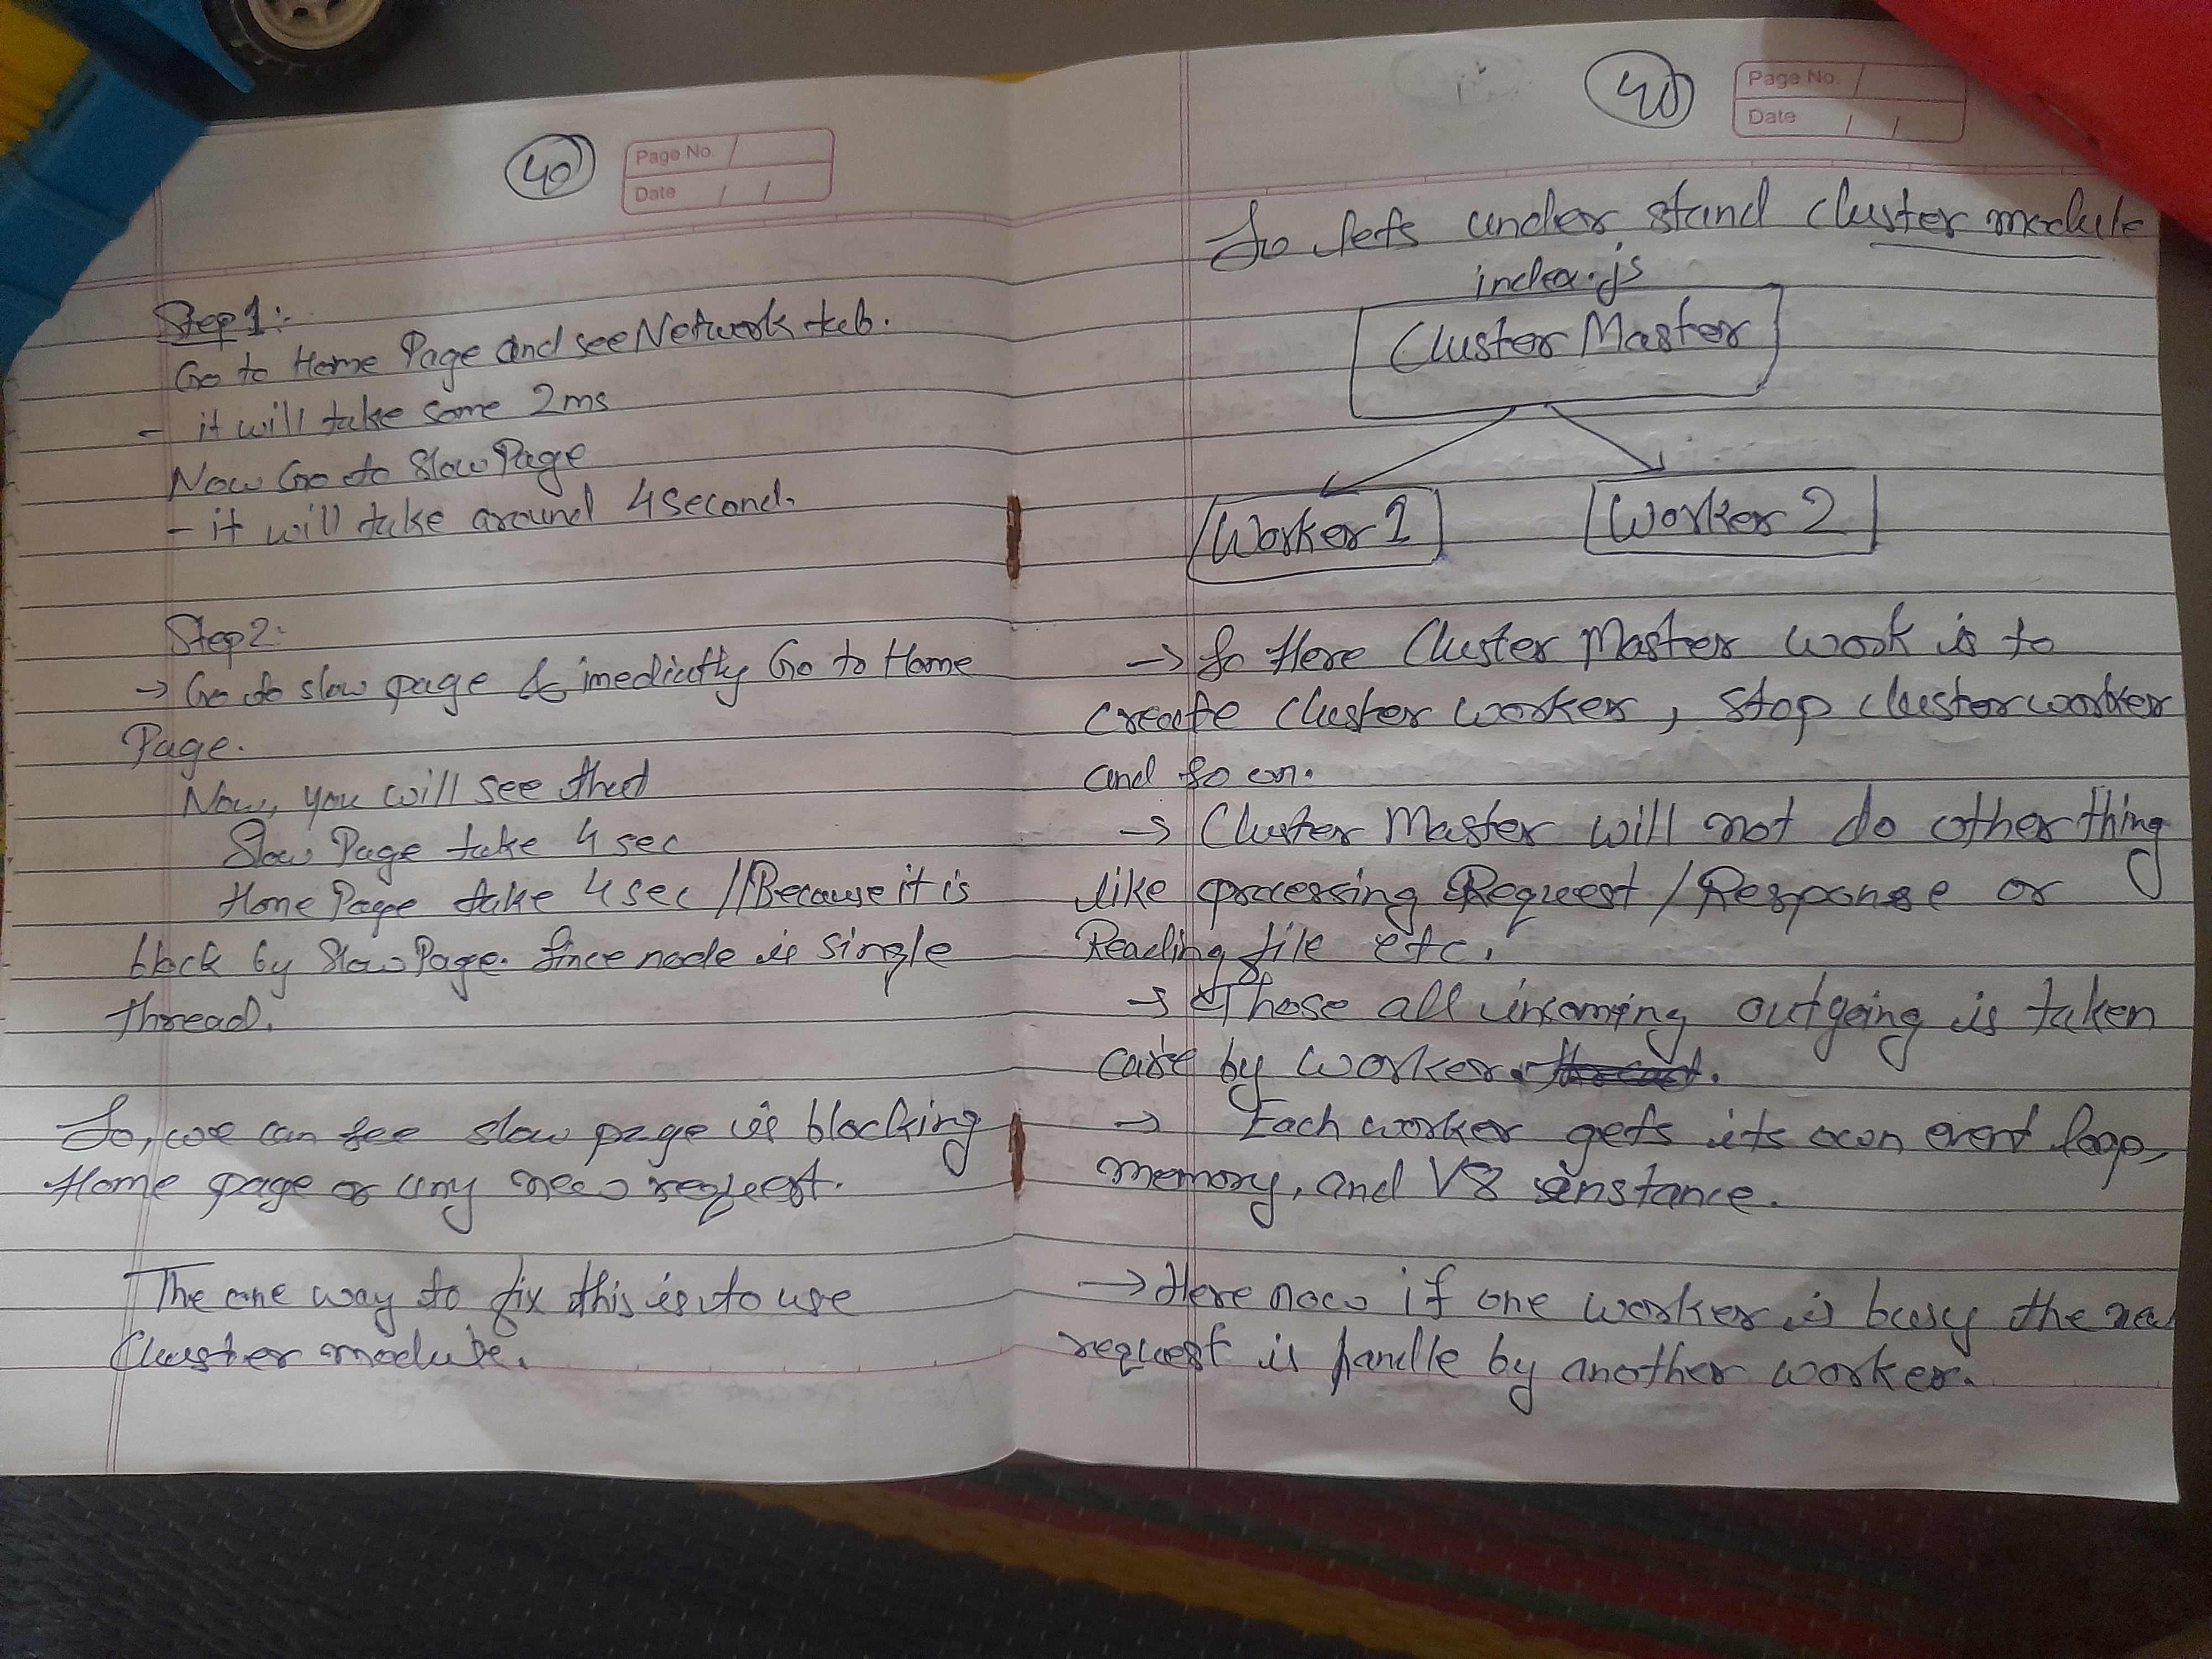 40
Page No.
Date
Step 1:
Go to Home Page and see Network tab.
- it will take some 2ms
Now Go to Slow Page
- it will take around 4 second.
Step 2:
→ Go to slow page & imedictly Go to Home
Page.
Now, you will see that
Slow Page take 4 sec
Home Page take 4 sec //Because it is
block by Slow Page. Since node is single
thread.
So, we can see slow page is blocking
Home page or any new request.
The one way to fix this is to use
Cluster module.
Page No.
Date
So lets under stand cluster module
index.js
Cluster Master
Worker 1
Worker 2
→ So Here Cluster Master work is to
create cluster worker, stop cluster worker
and so on.
→ Cluster Master will not do other thing
like processing Request / Response or
Reading file etc.
→ Those all incoming outgoing is taken
care by worker.
→ Each worker gets its own event loop,
memory, and V8 instance.
→ Here now if one worker is busy the new
request is handle by another worker.